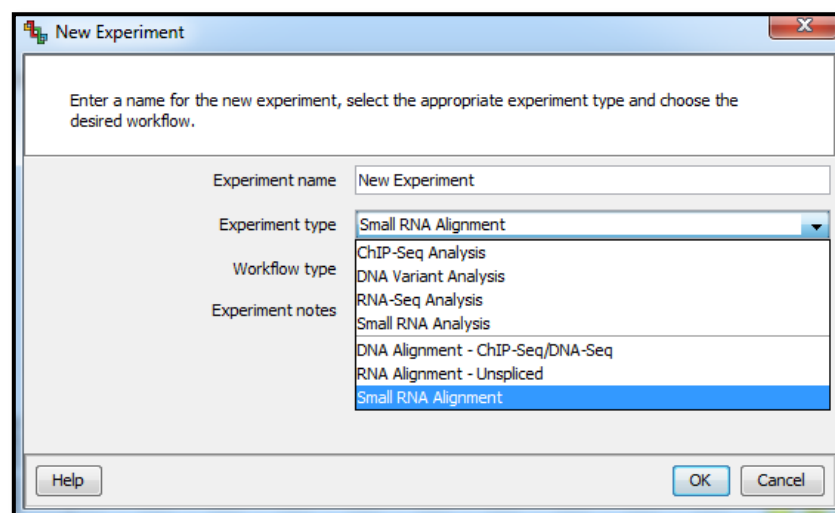 New Experiment
Enter a name for the new experiment, select the appropriate experiment type and choose the
desired workflow.
Experiment name New Experiment
Experiment type Small RNA Alignment
ChIP-Seq Analysis
Workflow type DNA Variant Analysis
RNA-Seq Analysis
Experiment notes Small RNA Analysis
DNA Alignment - ChIP-Seq/DNA-Seq
RNA Alignment - Unspliced
Small RNA Alignment
Help OK Cancel